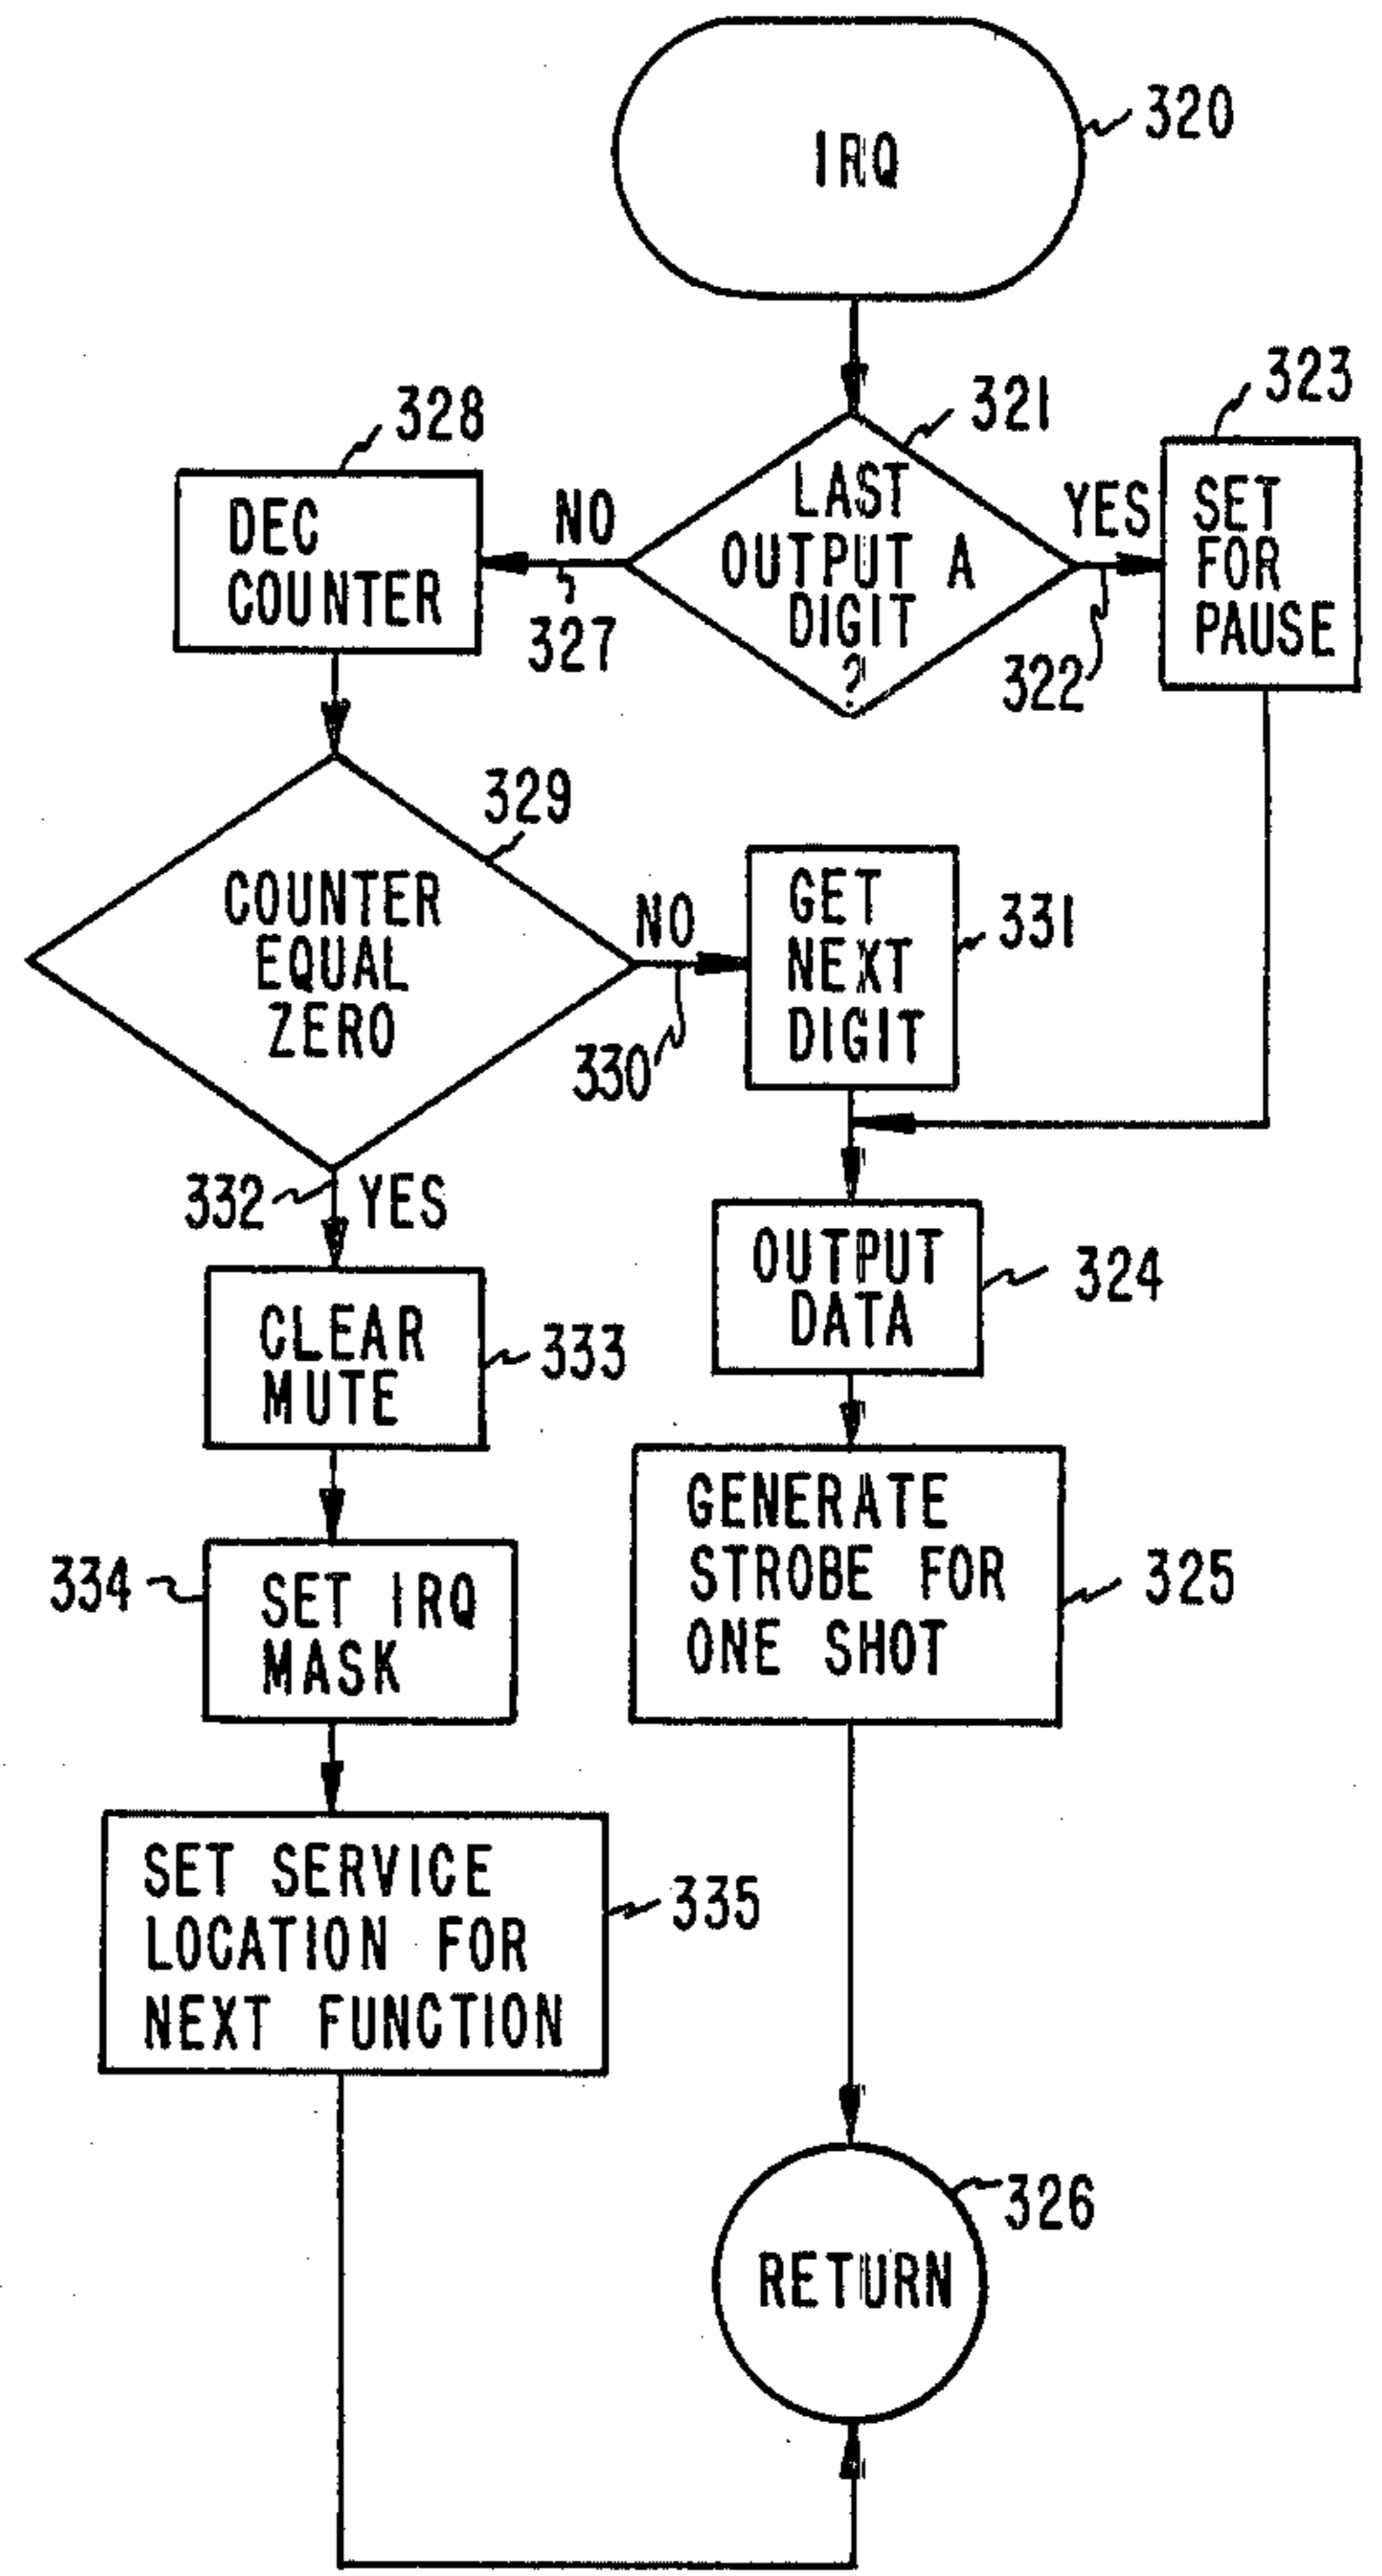 IRQ
320
321
LAST
OUTPUT A
DIGIT
?
YES
322
323
SET
FOR
PAUSE
NO
327
328
DEC
COUNTER
329
COUNTER
EQUAL
ZERO
NO
330
GET
NEXT
DIGIT
331
332
YES
OUTPUT
DATA
324
CLEAR
MUTE
333
GENERATE
STROBE FOR
ONE SHOT
325
334
SET IRQ
MASK
SET SERVICE
LOCATION FOR
NEXT FUNCTION
335
326
RETURN